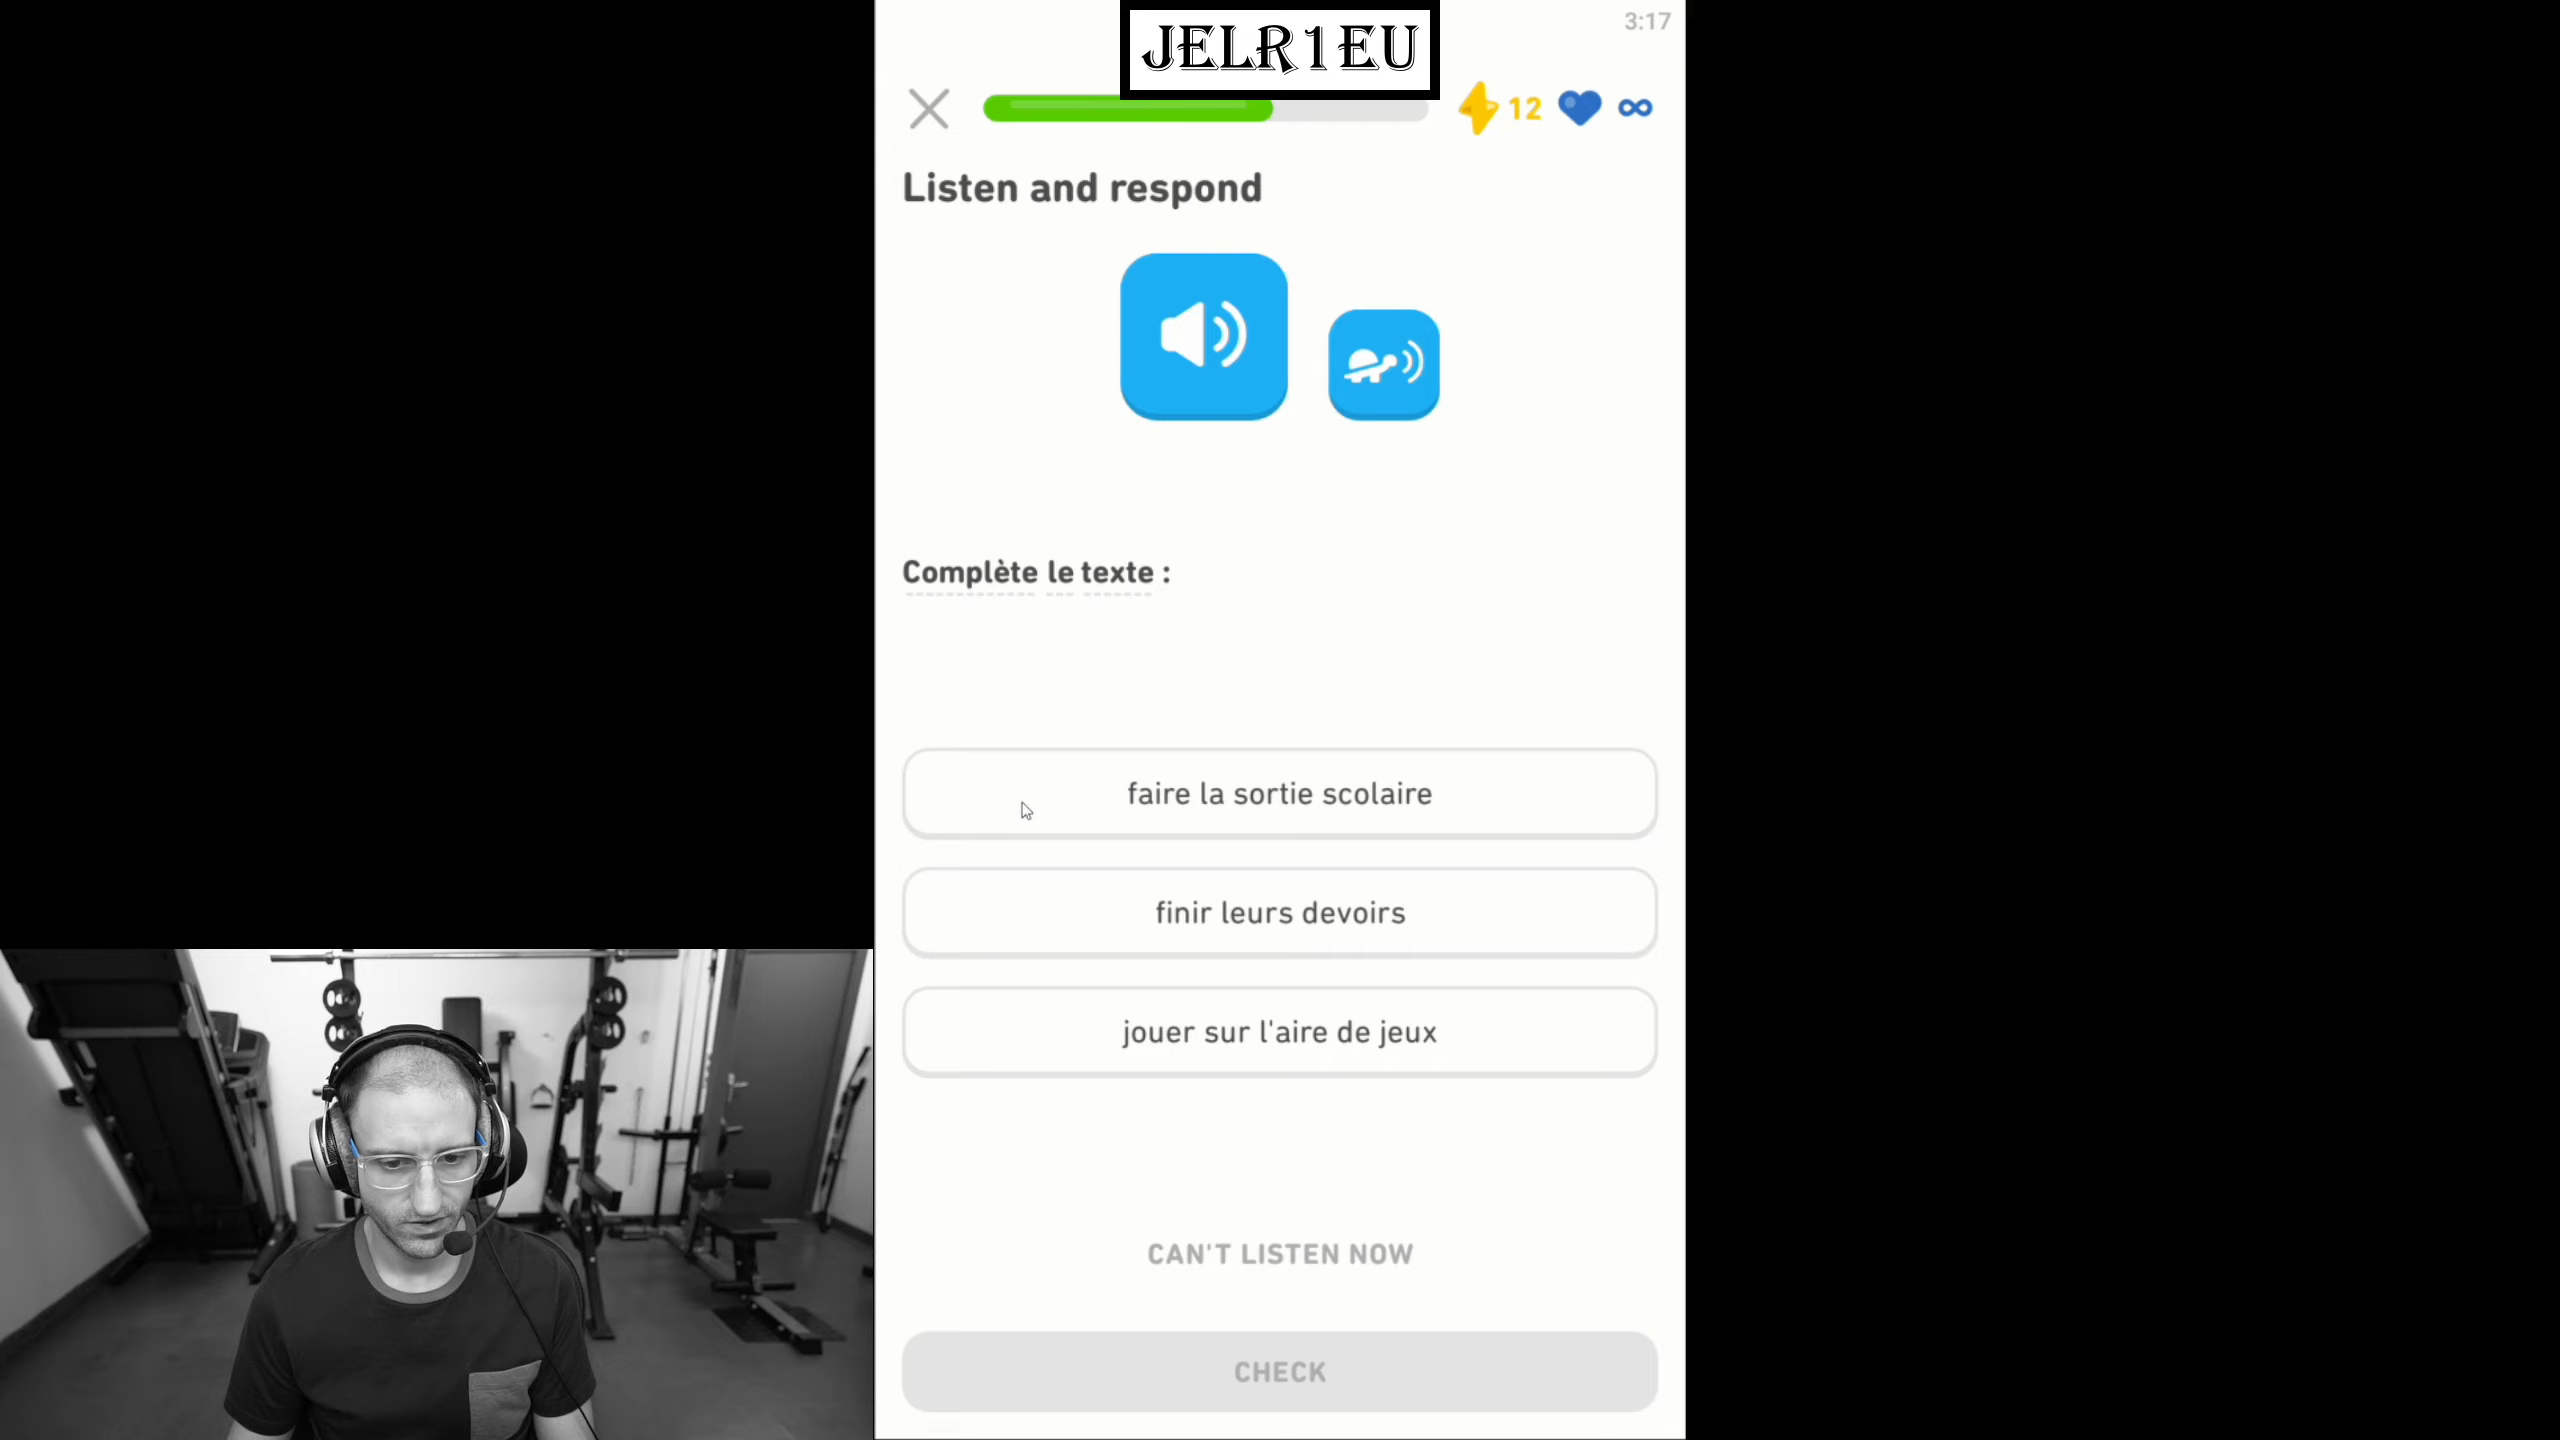 JELR1EU
3:17
12 ∞
Listen and respond
Complète le texte :
faire la sortie scolaire
finir leurs devoirs
jouer sur l'aire de jeux
CAN'T LISTEN NOW
CHECK